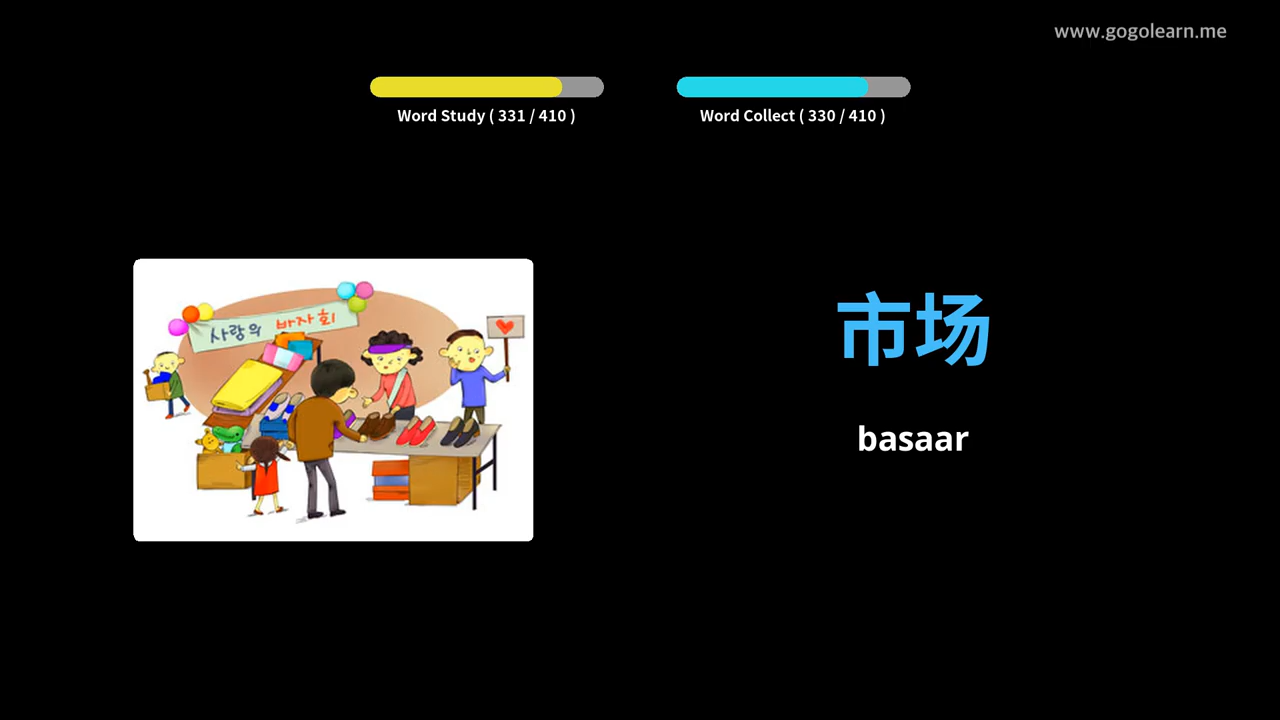 www.gogolearn.me
Word Study ( 331 / 410 )
Word Collect ( 330 / 410 )
사랑의 바자회
市场
basaar